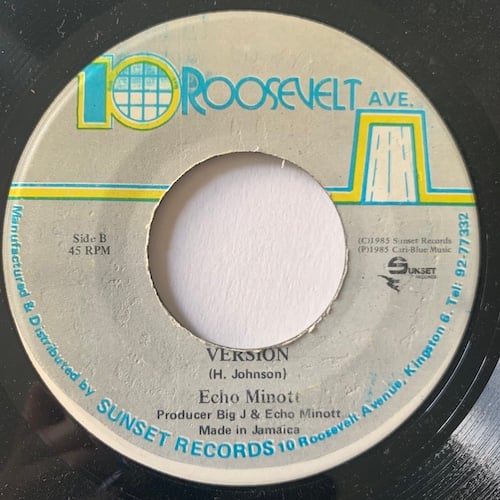 10 ROOSEVELT AVE.
Side B
45 RPM
(C)1985 Sunset Records
(P)1985 Cari-Blue Music
SUNSET
RECORDS
VERSION
(H. Johnson)
Echo Minott
Producer Big J & Echo Minott
Made in Jamaica
Manufactured & Distributed by SUNSET RECORDS 10 Roosevelt Avenue, Kingston 6. Tel: 92-77332